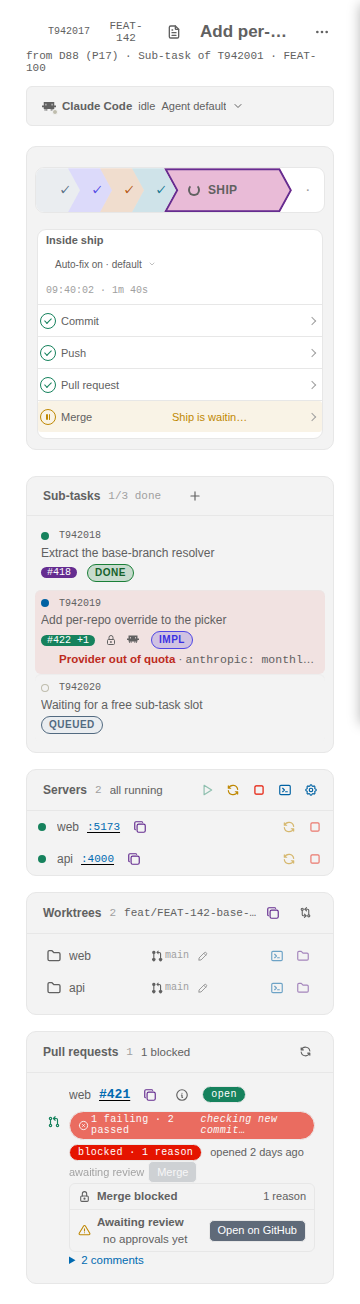 T942017 FEAT-142 Add per-… ···
from D88 (P17) · Sub-task of T942001 · FEAT-
100
Claude Code idle Agent default
SHIP
Inside ship
Auto-fix on · default
09:40:02 · 1m 40s
Commit
Push
Pull request
Merge Ship is waitin…
Sub-tasks 1/3 done
T942018
Extract the base-branch resolver
#418 DONE
T942019
Add per-repo override to the picker
#422 +1 IMPL
Provider out of quota · anthropic: monthl…
T942020
Waiting for a free sub-task slot
QUEUED
Servers 2 all running
web :5173
api :4000
Worktrees 2 feat/FEAT-142-base-…
web main
api main
Pull requests 1 1 blocked
web #421 open
1 failing · 2 passed checking new commit…
blocked · 1 reason opened 2 days ago
awaiting review Merge
Merge blocked 1 reason
Awaiting review
no approvals yet Open on GitHub
2 comments